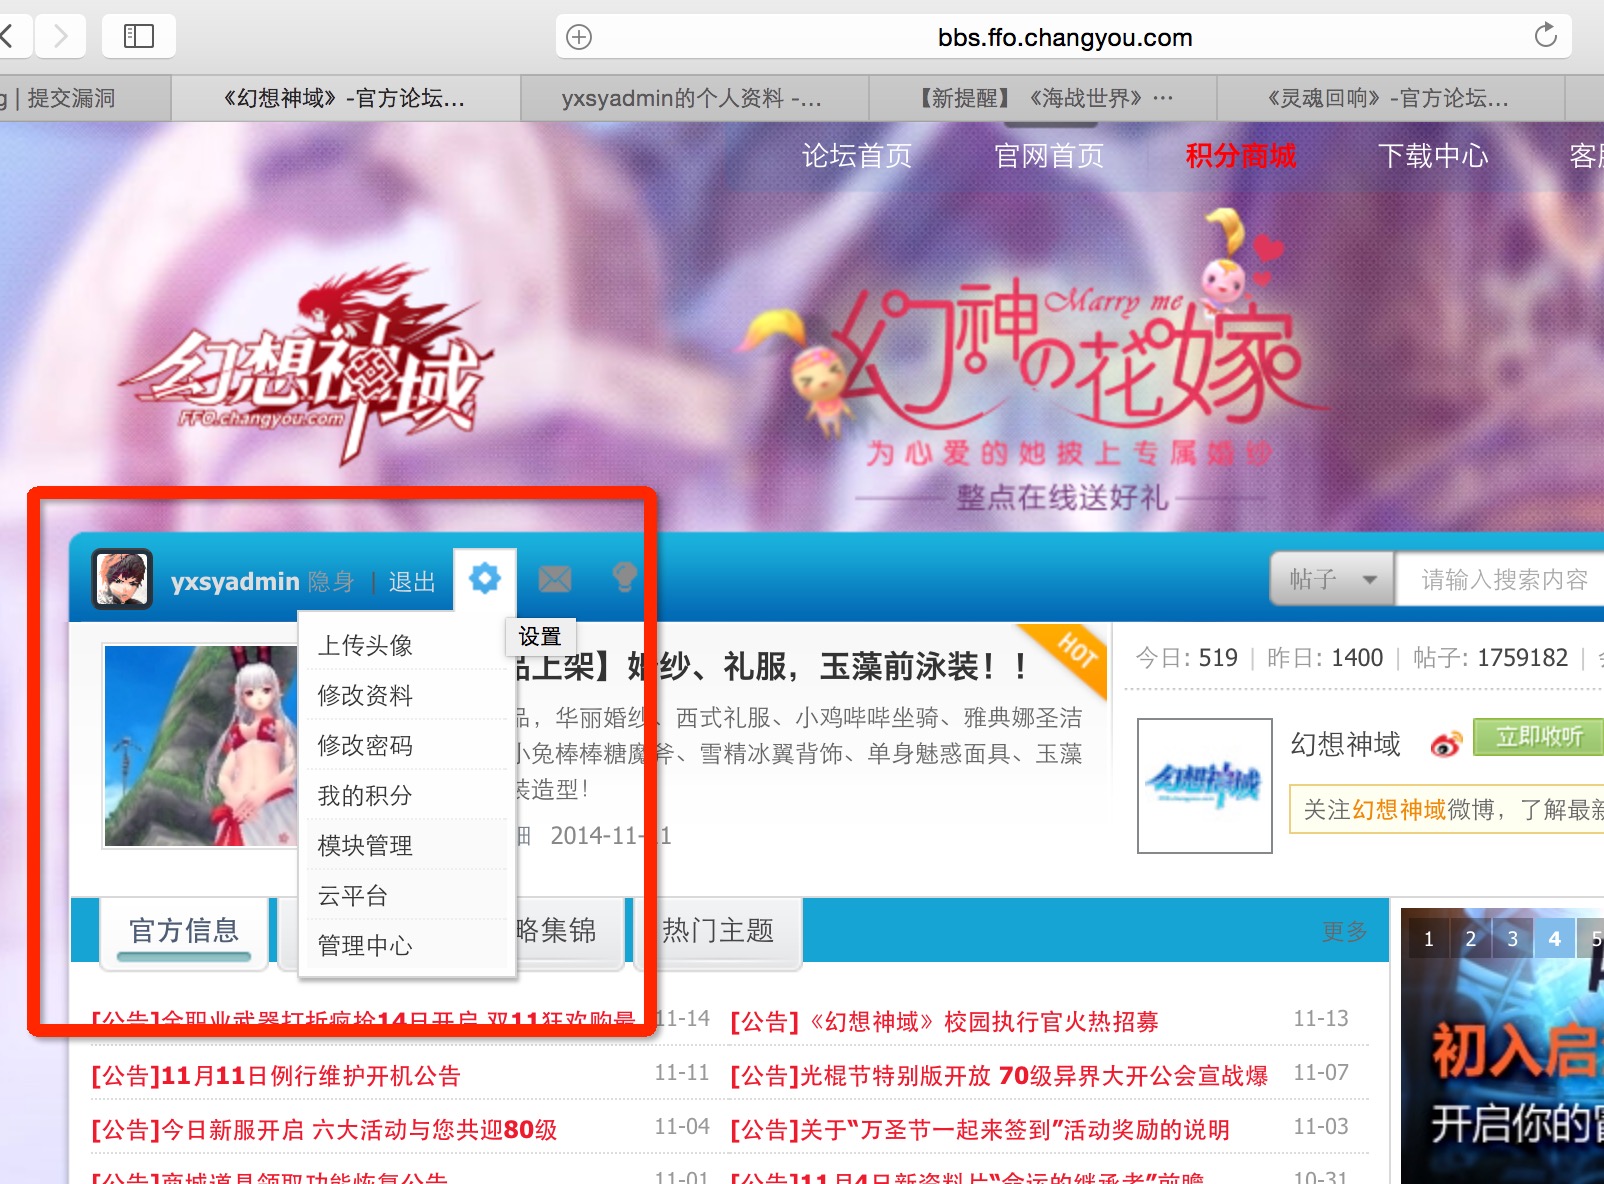 bbs.ffo.changyou.com
g | 提交漏洞
《幻想神域》-官方论坛...
yxsyadmin的个人资料 -...
【新提醒】《海战世界》...
《灵魂回响》-官方论坛...
论坛首页 官网首页 积分商城 下载中心
幻想神域
FFO.changyou.com
Marry me
幻神の花嫁
为心爱的她披上专属婚纱
整点在线送好礼
yxsyadmin 隐身 | 退出
帖子 请输入搜索内容
设置
上传头像
修改资料
修改密码
我的积分
模块管理
云平台
管理中心
品上架】婚纱、礼服，玉藻前泳装！！
HOT
品，华丽婚纱、西式礼服、小鸡哔哔坐骑、雅典娜圣洁
小兔棒棒糖魔斧、雪精冰翼背饰、单身魅惑面具、玉藻
装造型！
细 2014-11-11
今日: 519 | 昨日: 1400 | 帖子: 1759182 |
幻想神域
幻想神域 立即收听
关注幻想神域微博，了解最新
官方信息 略集锦 热门主题 更多
[公告]全职业武器打折疯抢14日开启 双11狂欢购最 11-14
[公告]《幻想神域》校园执行官火热招募 11-13
[公告]11月11日例行维护开机公告 11-11
[公告]光棍节特别版开放 70级异界大开公会宣战爆 11-07
[公告]今日新服开启 六大活动与您共迎80级 11-04
[公告]关于“万圣节一起来签到”活动奖励的说明 11-03
[公告]商城道具领取功能恢复公告 11-01
[公告]11月4日新资料片“命运的继承者”前瞻 10-31
1 2 3 4 5
初入启
开启你的冒